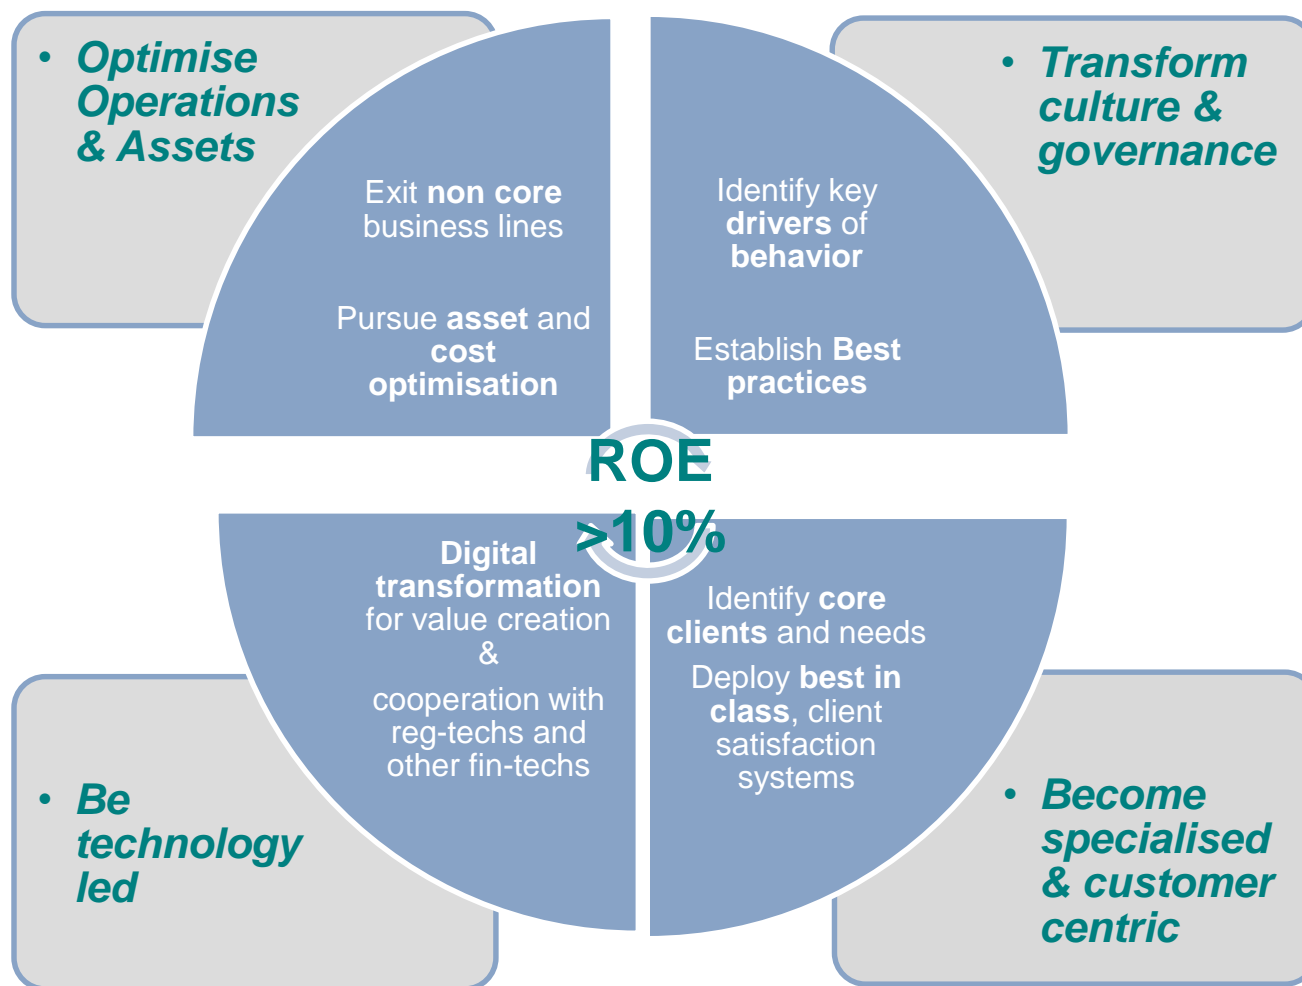 • Optimise
Operations
& Assets
Exit non core
business lines
Pursue asset and
cost
optimisation
• Transform
culture &
governance
Identify key
drivers of
behavior
Establish Best
practices
ROE
>10%
• Be
technology
led
Digital
transformation
for value creation
&
cooperation with
reg-techs and
other fin-techs
Identify core
clients and needs
Deploy best in
class, client
satisfaction
systems
• Become
specialised
& customer
centric